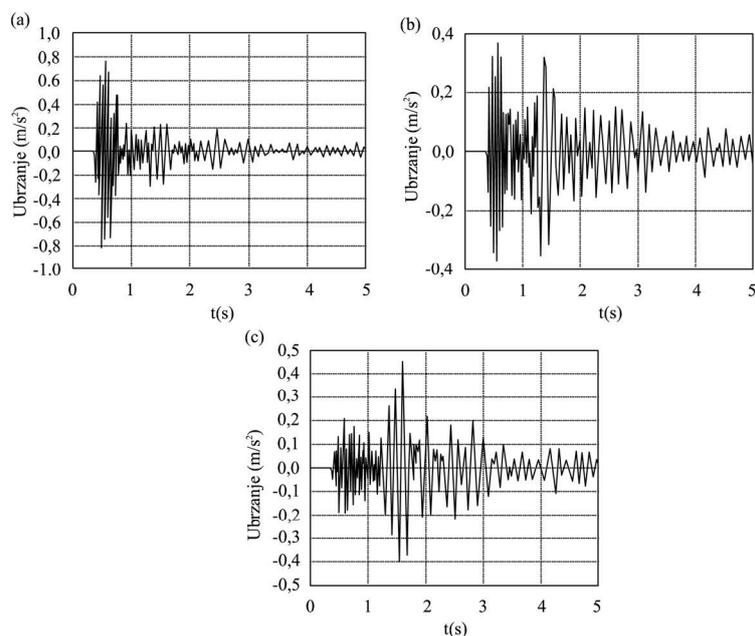 (a)
Ubrzanje (m/s²)
1,0
0,8
0,6
0,4
0,2
0,0
-0,2
-0,4
-0,6
-0,8
-1,0
0 1 2 3 4 5
t(s)
(b)
Ubrzanje (m/s²)
0,4
0,2
0,0
-0,2
-0,4
0 1 2 3 4 5
t(s)
(c)
Ubrzanje (m/s²)
0,5
0,4
0,3
0,2
0,1
0,0
-0,1
-0,2
-0,3
-0,4
-0,5
0 1 2 3 4 5
t(s)